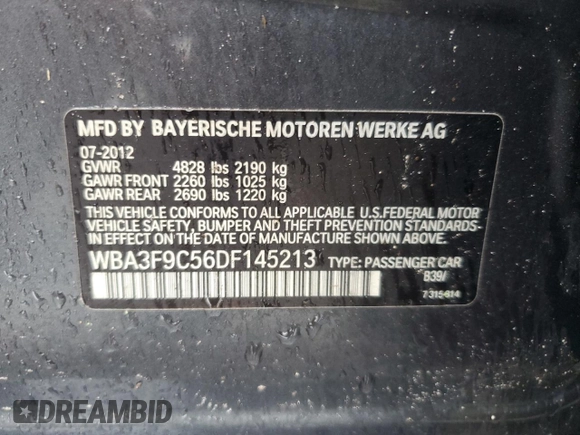 MFD BY BAYERISCHE MOTOREN WERKE AG
07-2012
GVWR 4828 lbs 2190 kg
GAWR FRONT 2260 lbs 1025 kg
GAWR REAR 2690 lbs 1220 kg
THIS VEHICLE CONFORMS TO ALL APPLICABLE U.S.FEDERAL MOTOR
VEHICLE SAFETY, BUMPER AND THEFT PREVENTION STANDARDS
IN EFFECT ON THE DATE OF MANUFACTURE SHOWN ABOVE.
WBA3F9C56DF145213 TYPE: PASSENGER CAR
839/
7 315-614
DREAMBID